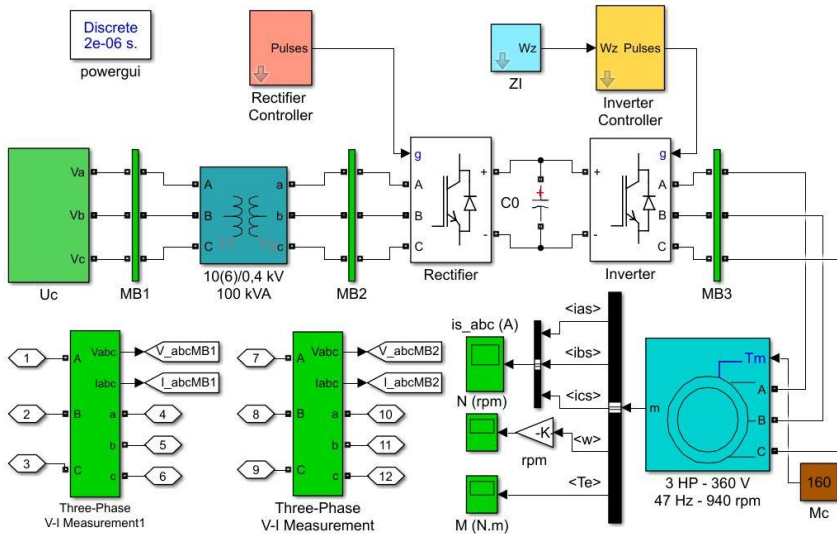 Discrete
2e-06 s.
powergui
Pulses
Rectifier
Controller
Wz
ZI
Wz Pulses
Inverter
Controller
Va
Vb
Vc
Uc
MB1
A
B
C
a
b
c
10(6)/0,4 kV
100 kVA
MB2
g
A
B
C
+
-
Rectifier
+
C0
+
-
g
A
B
C
Inverter
MB3
1
2
3
A
B
C
Vabc
Iabc
a
b
c
V_abcMB1
I_abcMB1
4
5
6
Three-Phase
V-I Measurement1
7
8
9
A
B
C
Vabc
Iabc
a
b
c
V_abcMB2
I_abcMB2
10
11
12
Three-Phase
V-I Measurement
is_abc (A)
N (rpm)
-K
rpm
M (N.m)
<ias>
<ibs>
<ics>
<w>
<Te>
m
Tm
A
B
C
3 HP - 360 V
47 Hz - 940 rpm
160
Mc